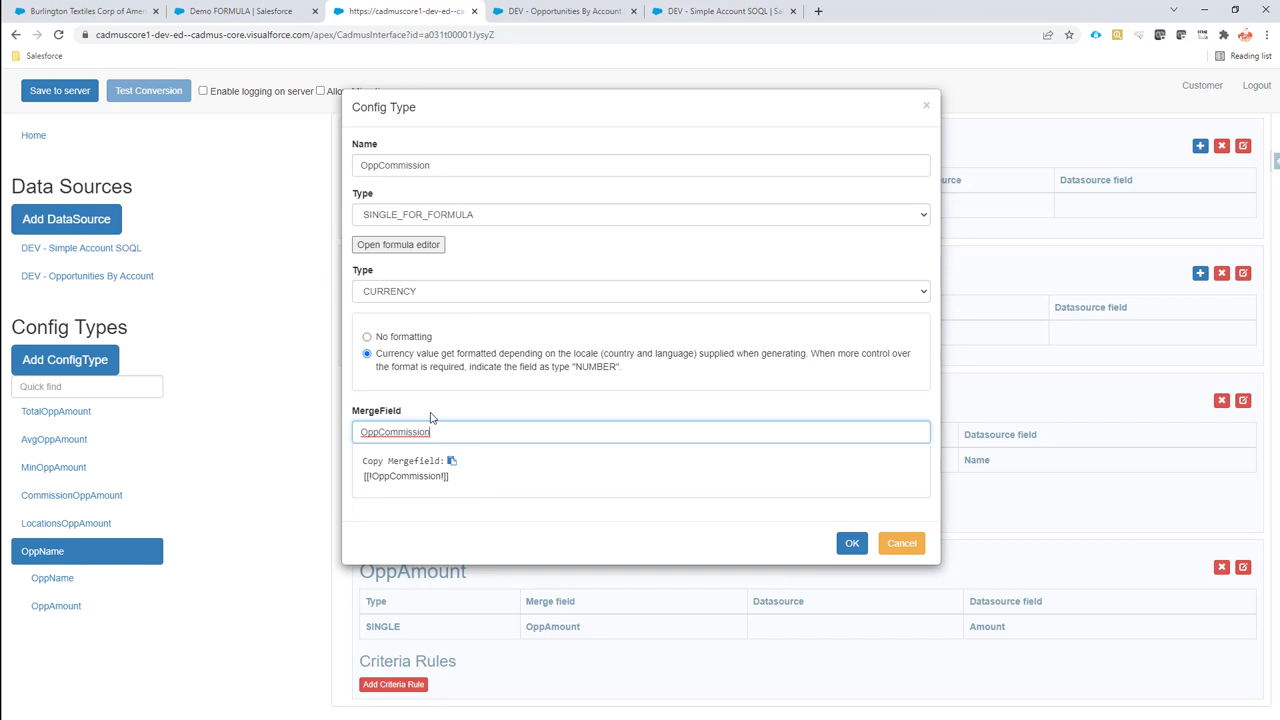 Burlington Textiles Corp of Amer
Demo FORMULA | Salesforce
https://cadmuscore1-dev-ed--ca
DEV - Opportunities By Account
DEV - Simple Account SOQL | Sa
cadmuscore1-dev-ed--cadmus-core.visualforce.com/apex/CadmusInterface?id=a031t00001JysyZ
Salesforce
Reading list
Save to server
Test Conversion
Enable logging on server
Customer
Logout
Home
Data Sources
Add DataSource
DEV - Simple Account SOQL
DEV - Opportunities By Account
Config Types
Add ConfigType
Quick find
TotalOppAmount
AvgOppAmount
MinOppAmount
CommissionOppAmount
LocationsOppAmount
OppName
OppName
OppAmount
Config Type
×
Name
OppCommission
Type
SINGLE_FOR_FORMULA
Open formula editor
Type
CURRENCY
No formatting
Currency value get formatted depending on the locale (country and language) supplied when generating. When more control over
the format is required, indicate the field as type "NUMBER".
MergeField
OppCommission
Copy Mergefield:
[[!OppCommission!]]
OK
Cancel
Datasource field
Datasource field
Datasource field
Name
OppAmount
Type Merge field Datasource Datasource field
SINGLE OppAmount Amount
Criteria Rules
Add Criteria Rule